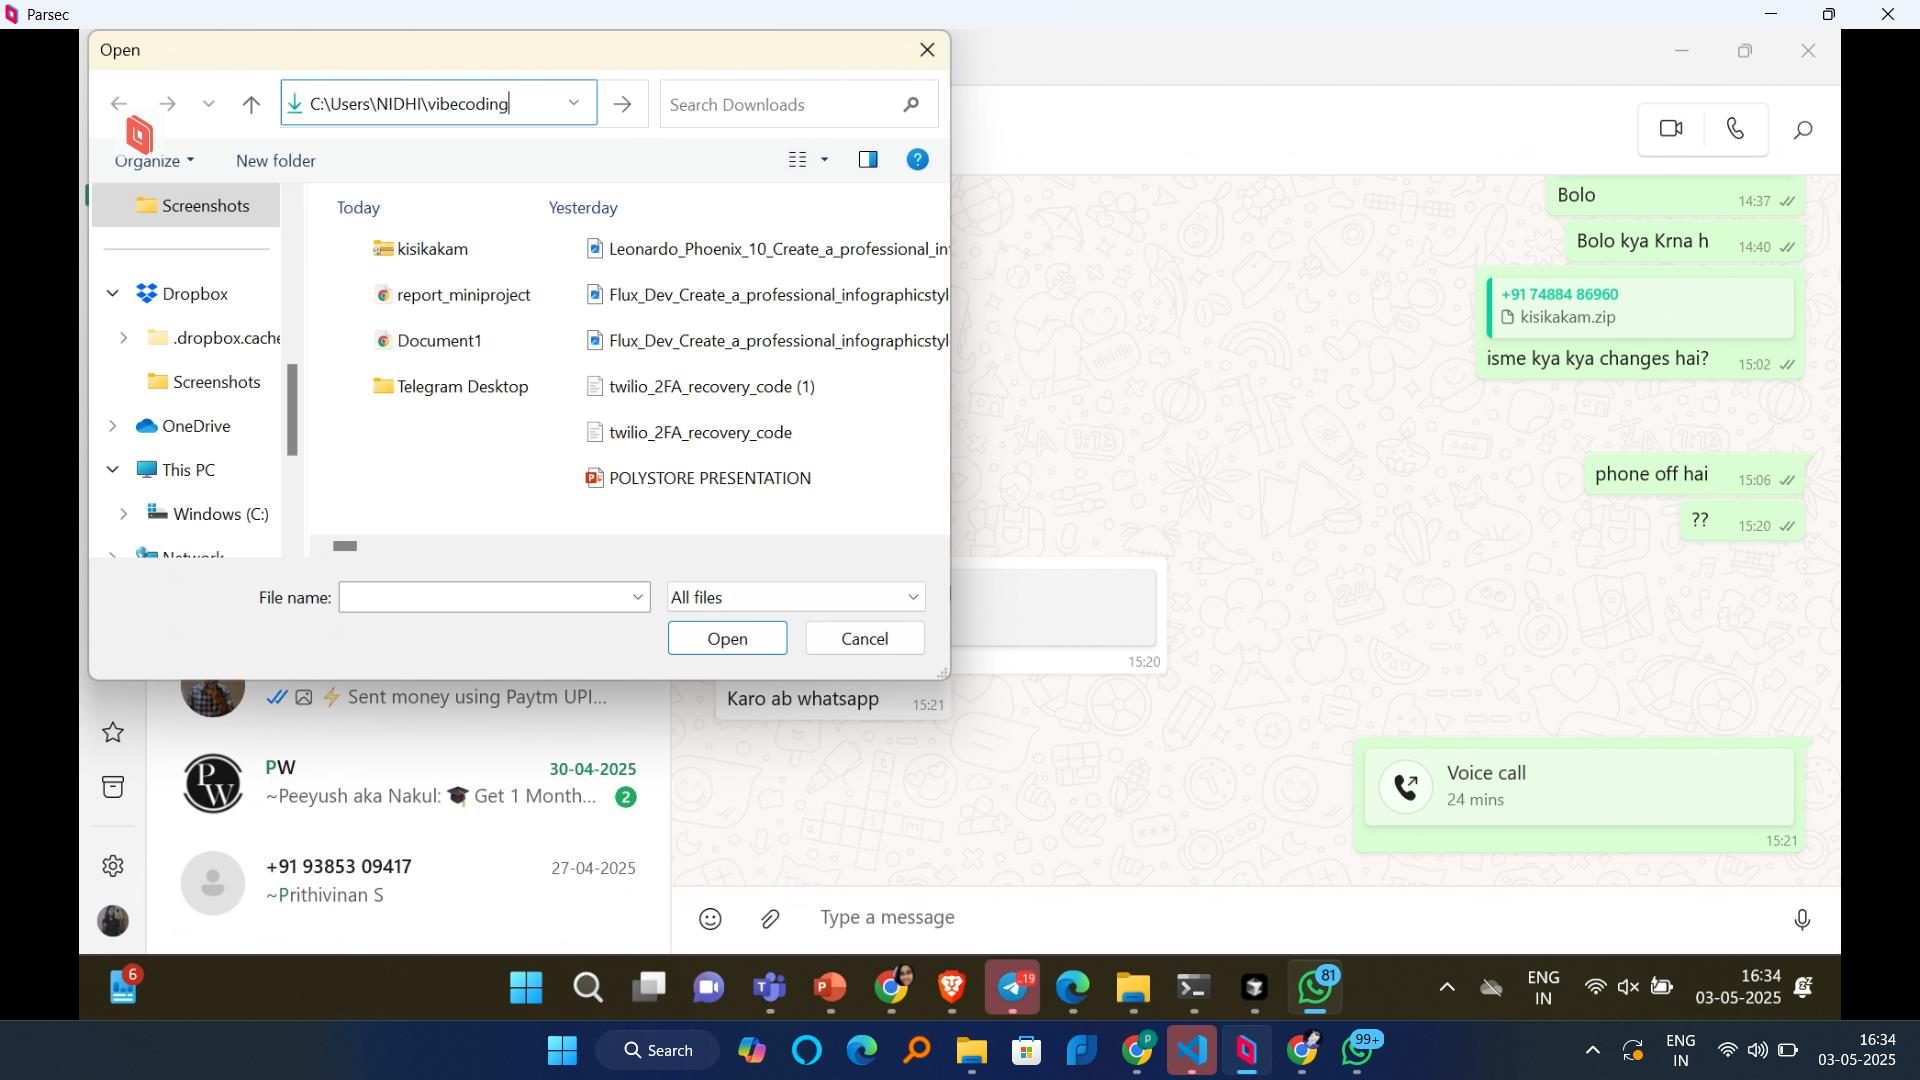 Parsec
Open
C:\Users\NIDHI\vibecoding
Search Downloads
Organize
New folder
Screenshots
Dropbox
.dropbox.cache
Screenshots
OneDrive
This PC
Windows (C:)
Network
Today
kisikakam
report_miniproject
Document1
Telegram Desktop
Yesterday
Leonardo_Phoenix_10_Create_a_professional_in
Flux_Dev_Create_a_professional_infographicstyl
Flux_Dev_Create_a_professional_infographicstyl
twilio_2FA_recovery_code (1)
twilio_2FA_recovery_code
POLYSTORE PRESENTATION
File name:
All files
Open
Cancel
Sent money using Paytm UPI...
PW
PW
30-04-2025
~Peeyush aka Nakul: 🎓 Get 1 Month...
2
+91 93853 09417
27-04-2025
~Prithivinan S
Bolo
14:37
Bolo kya Krna h
14:40
+91 74884 86960
kisikakam.zip
isme kya kya changes hai?
15:02
phone off hai
15:06
??
15:20
15:20
Karo ab whatsapp
15:21
Voice call
24 mins
15:21
Type a message
6
19
81
ENG
IN
16:34
03-05-2025
Search
P
99+
ENG
IN
16:34
03-05-2025